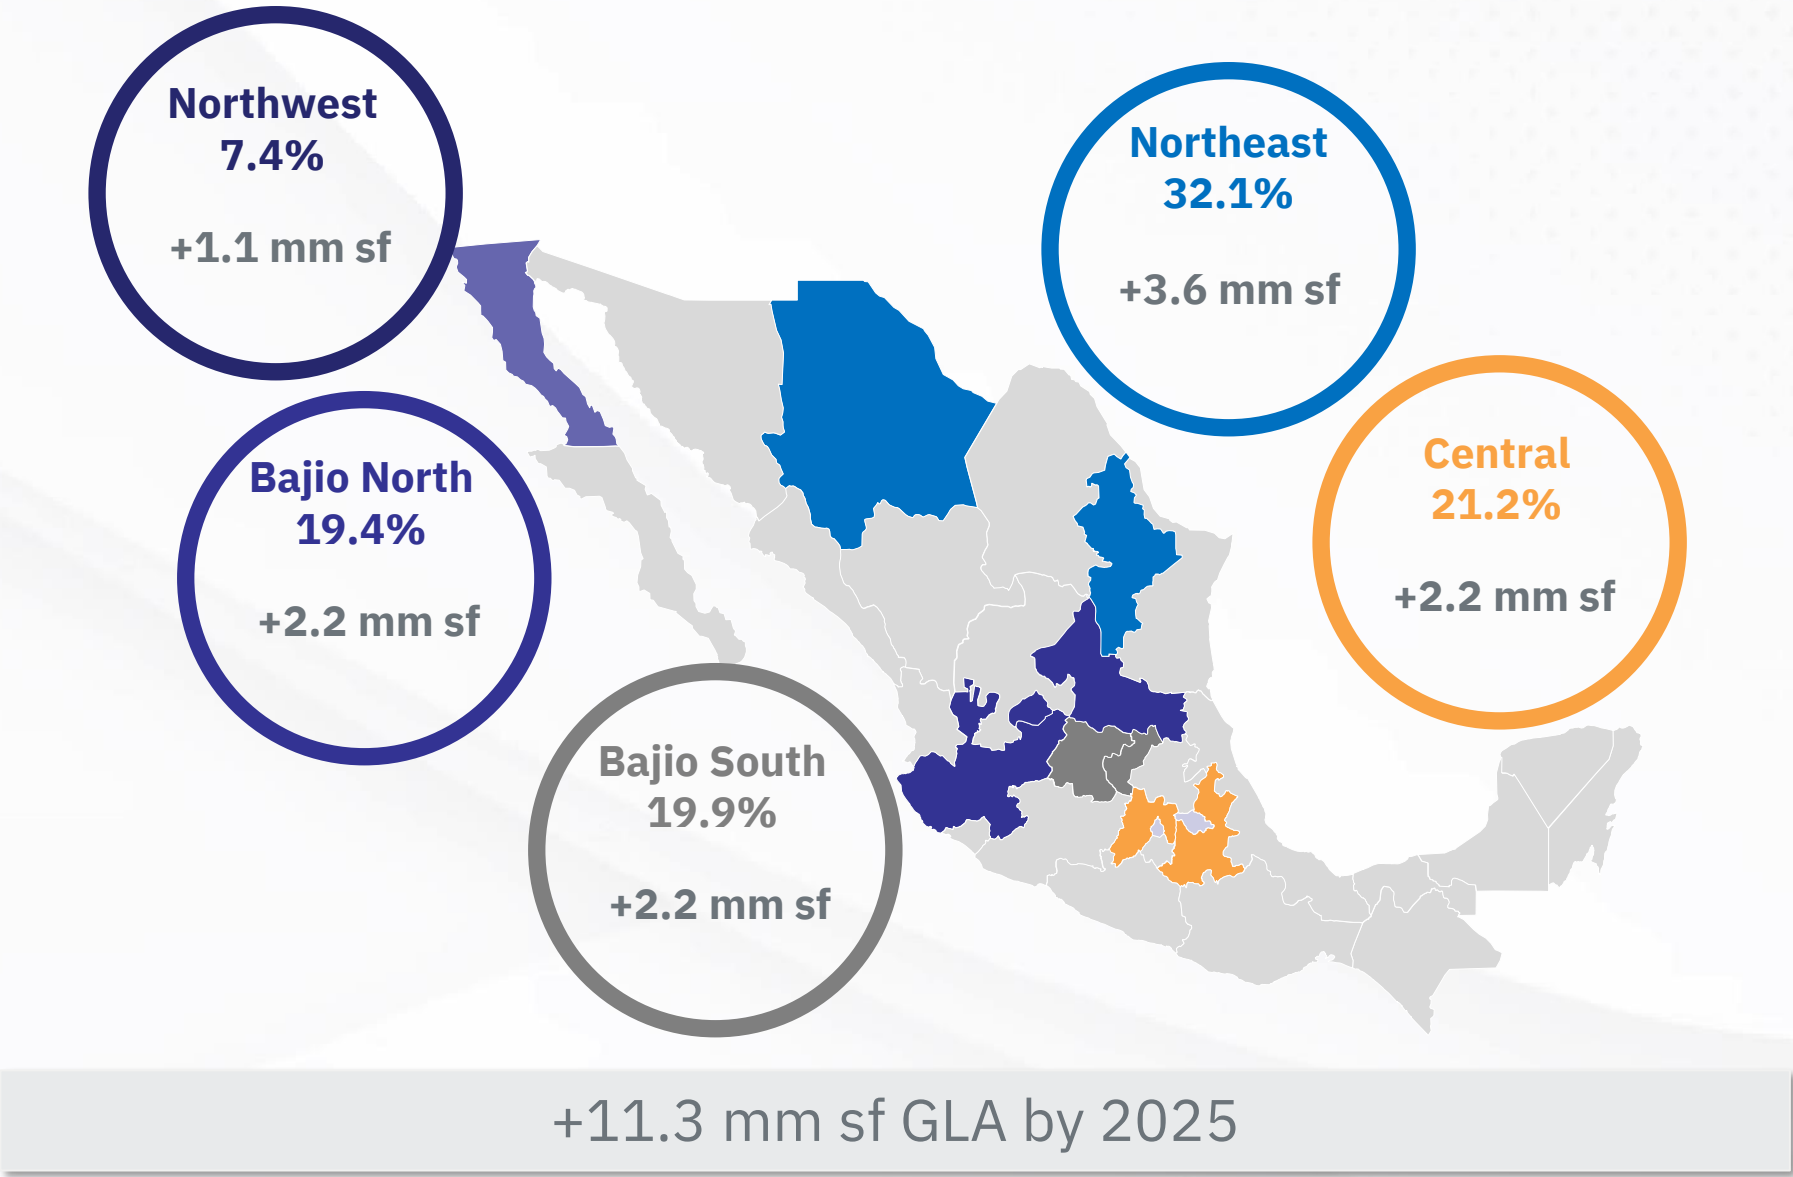 Northwest
7.4%
+1.1 mm sf
Northeast
32.1%
+3.6 mm sf
Bajio North
19.4%
+2.2 mm sf
Central
21.2%
+2.2 mm sf
Bajio South
19.9%
+2.2 mm sf
+11.3 mm sf GLA by 2025